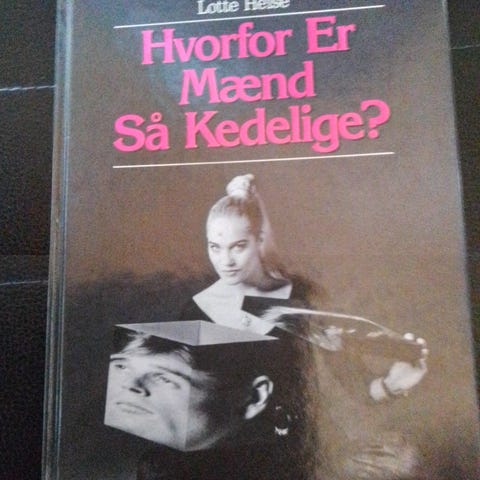 Lotte Heise
Hvorfor Er
Mænd
Så Kedelige?